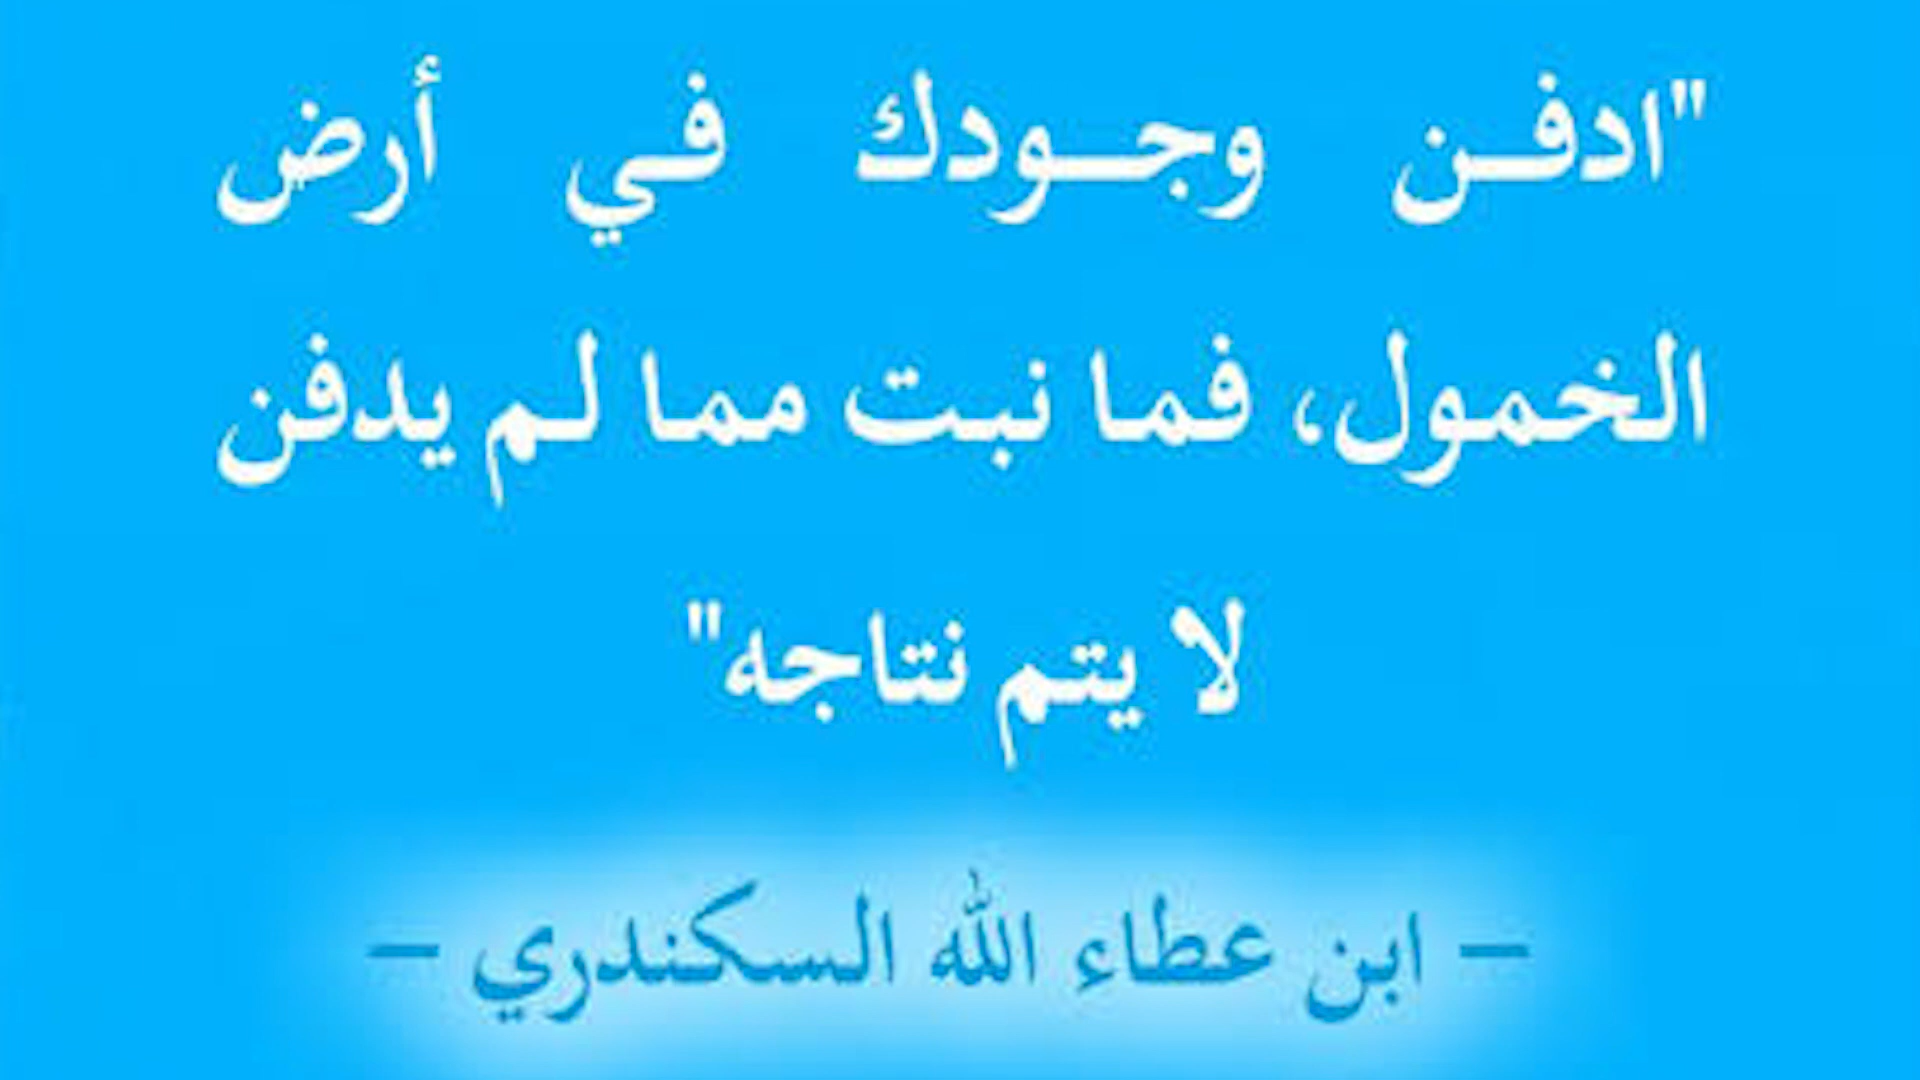 "ادفن وجودك في أرض
الخمول، فما نبت مما لم يدفن
لا يتم نتاجه"
– ابن عطاء الله السكندري –